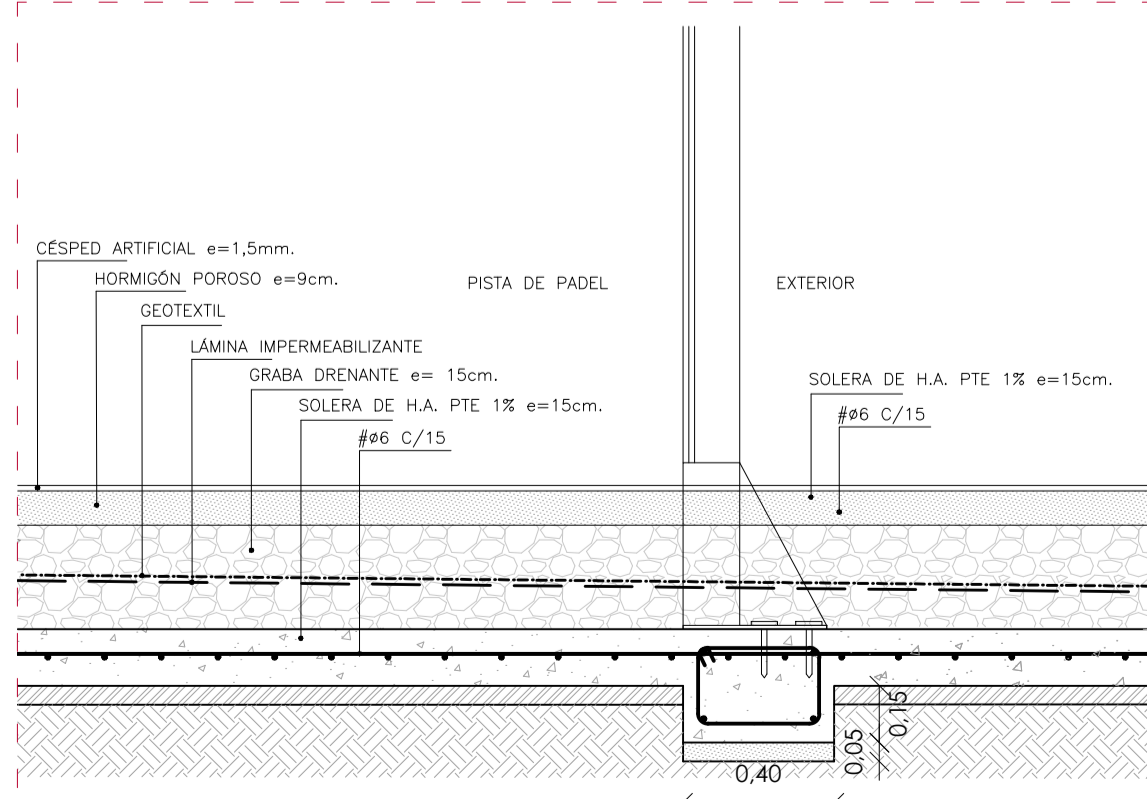 CÉSPED ARTIFICIAL e=1,5mm.
HORMIGÓN POROSO e=9cm.
PISTA DE PADEL
EXTERIOR
GEOTEXTIL
LÁMINA IMPERMEABILIZANTE
GRABA DRENANTE e= 15cm.
SOLERA DE H.A. PTE 1% e=15cm.
SOLERA DE H.A. PTE 1% e=15cm.
#ø6 C/15
#ø6 C/15
0,15
0,05
0,40